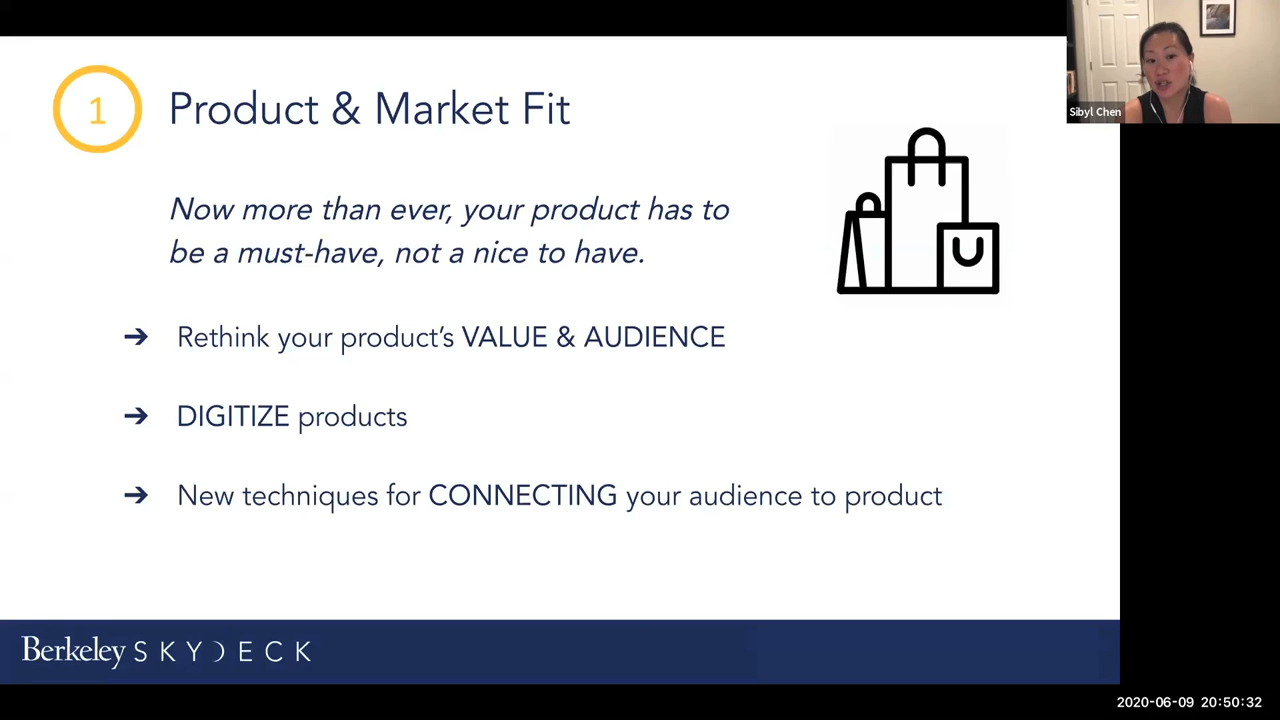 1
Product & Market Fit
Now more than ever, your product has to
be a must-have, not a nice to have.
➔ Rethink your product’s VALUE & AUDIENCE
➔ DIGITIZE products
➔ New techniques for CONNECTING your audience to product
Berkeley SKYDECK
Sibyl Chen
2020-06-09 20:50:32